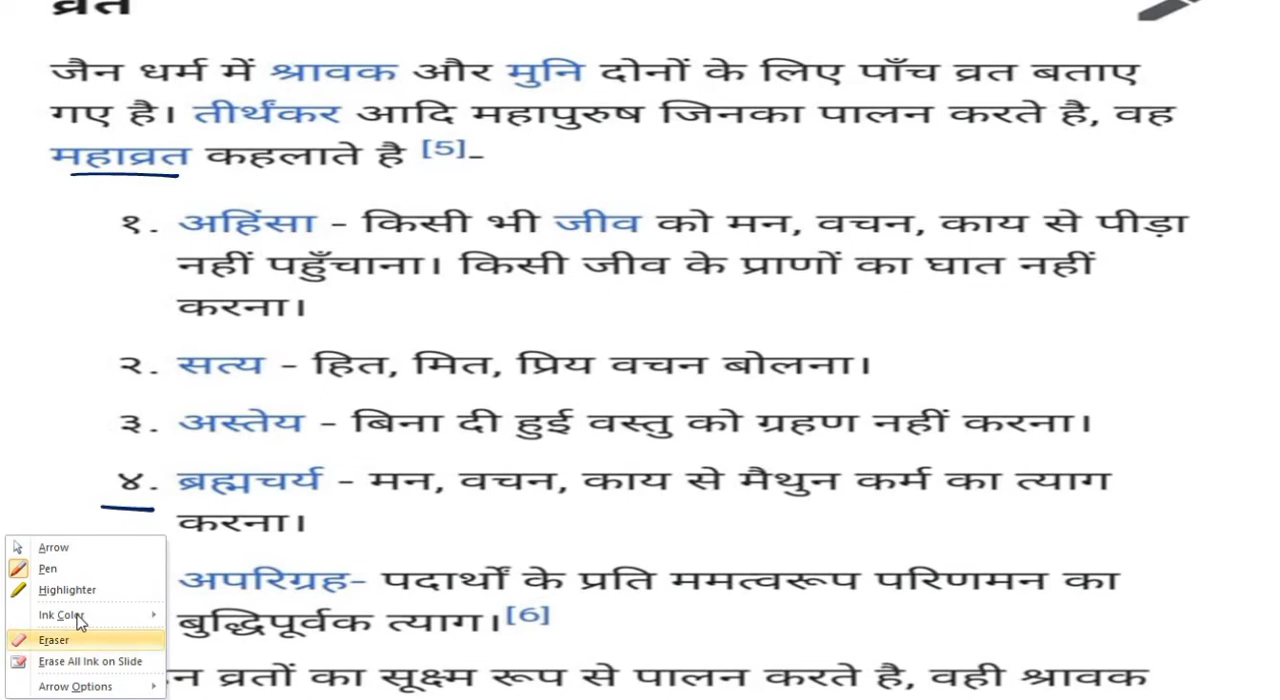 व्रत
जैन धर्म में श्रावक और मुनि दोनों के लिए पाँच व्रत बताए
गए है। तीर्थंकर आदि महापुरुष जिनका पालन करते है, वह
महाव्रत कहलाते है [5]-
१. अहिंसा - किसी भी जीव को मन, वचन, काय से पीड़ा
नहीं पहुँचाना। किसी जीव के प्राणों का घात नहीं
करना।
२. सत्य - हित, मित, प्रिय वचन बोलना।
३. अस्तेय - बिना दी हुई वस्तु को ग्रहण नहीं करना।
४. ब्रह्मचर्य - मन, वचन, काय से मैथुन कर्म का त्याग
करना।
अपरिग्रह- पदार्थों के प्रति ममत्वरूप परिणमन का
बुद्धिपूर्वक त्याग।[6]
व्रतों का सूक्ष्म रूप से पालन करते है, वही श्रावक
Arrow
Pen
Highlighter
Ink Color
Eraser
Erase All Ink on Slide
Arrow Options